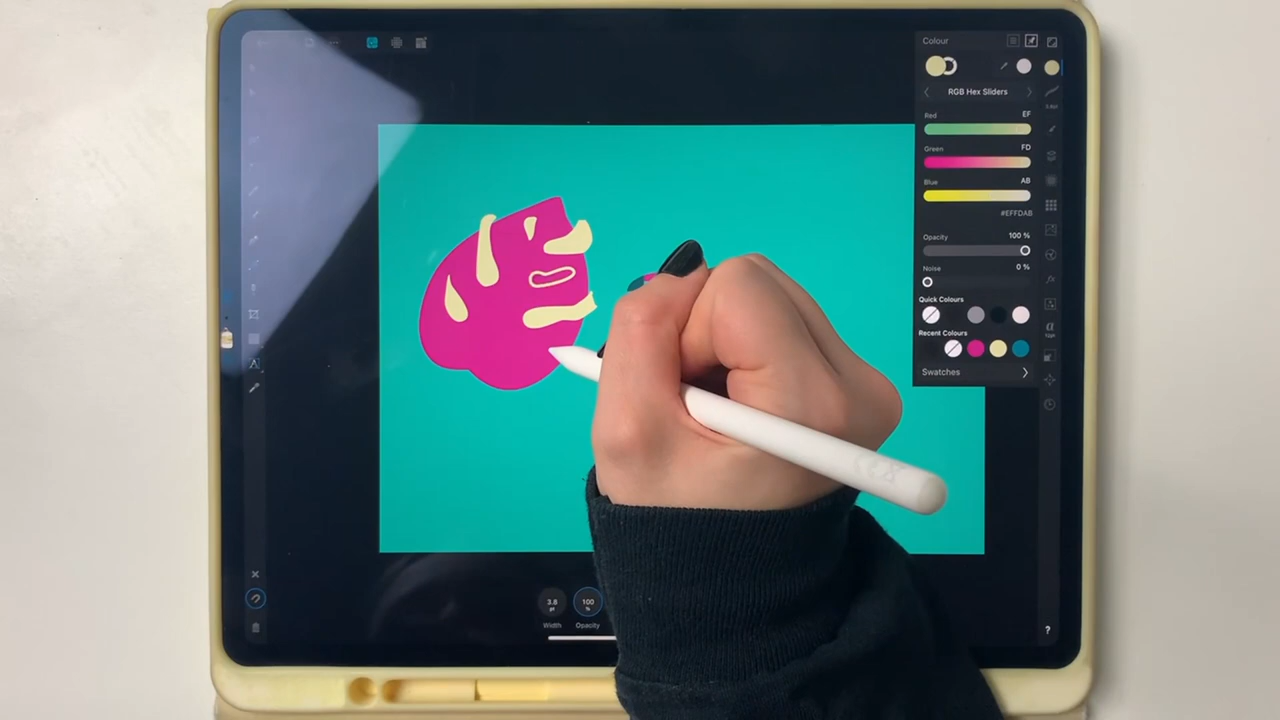 Colour
RGB Hex Sliders
Red EF
Green FD
Blue AB
#EFFDAB
Opacity 100 %
Noise 0 %
Quick Colours
Recent Colours
Swatches
3.8 pt
100 %
Width Opacity
?